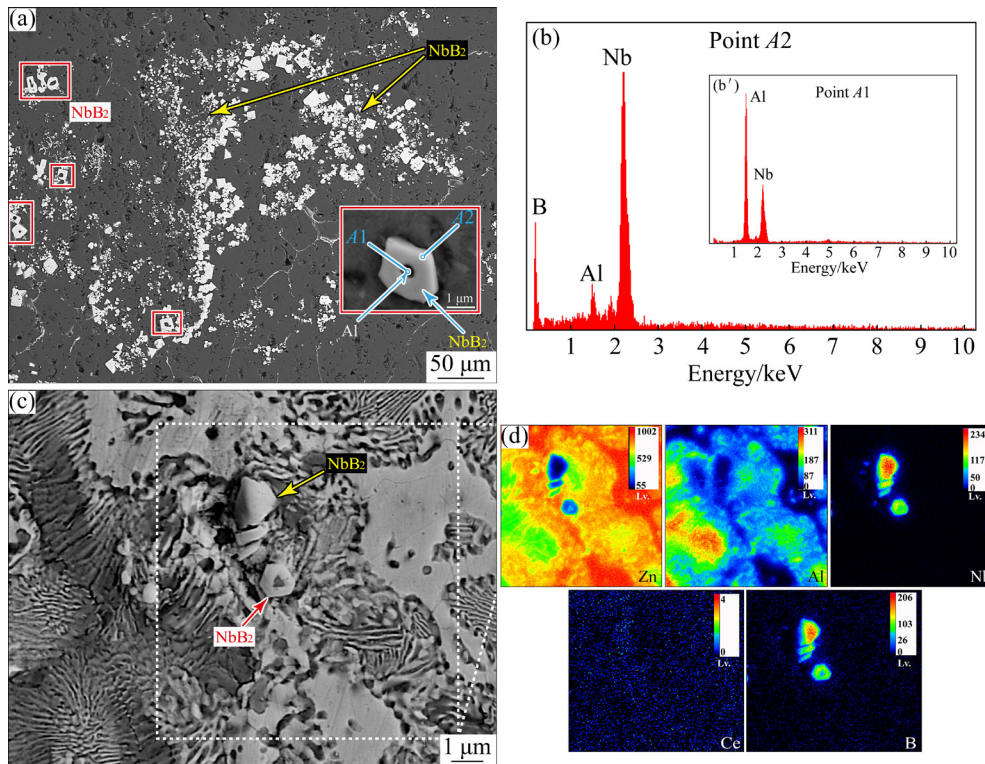 (a)
NbB₂
NbB₂
A1
A2
1 μm
Al
NbB₂
50 μm
(b)
Point A2
Nb
B
Al
1 2 3 4 5 6 7 8 9 10
Energy/keV
(b′)
Point A1
Al
Nb
1 2 3 4 5 6 7 8 9 10
Energy/keV
(c)
NbB₂
NbB₂
1 μm
(d)
1002
529
55
Lv.
Zn
311
187
87
0
Lv.
Al
234
117
50
0
Lv.
Nb
4
0
Lv.
Ce
206
103
26
0
Lv.
B